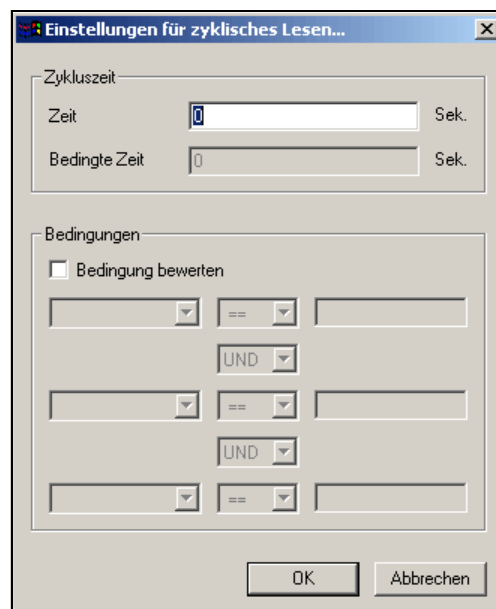 Einstellungen für zyklisches Lesen...
Zykluszeit
Zeit 0 Sek.
Bedingte Zeit 0 Sek.
Bedingungen
Bedingung bewerten
==
UND
==
UND
==
OK Abbrechen